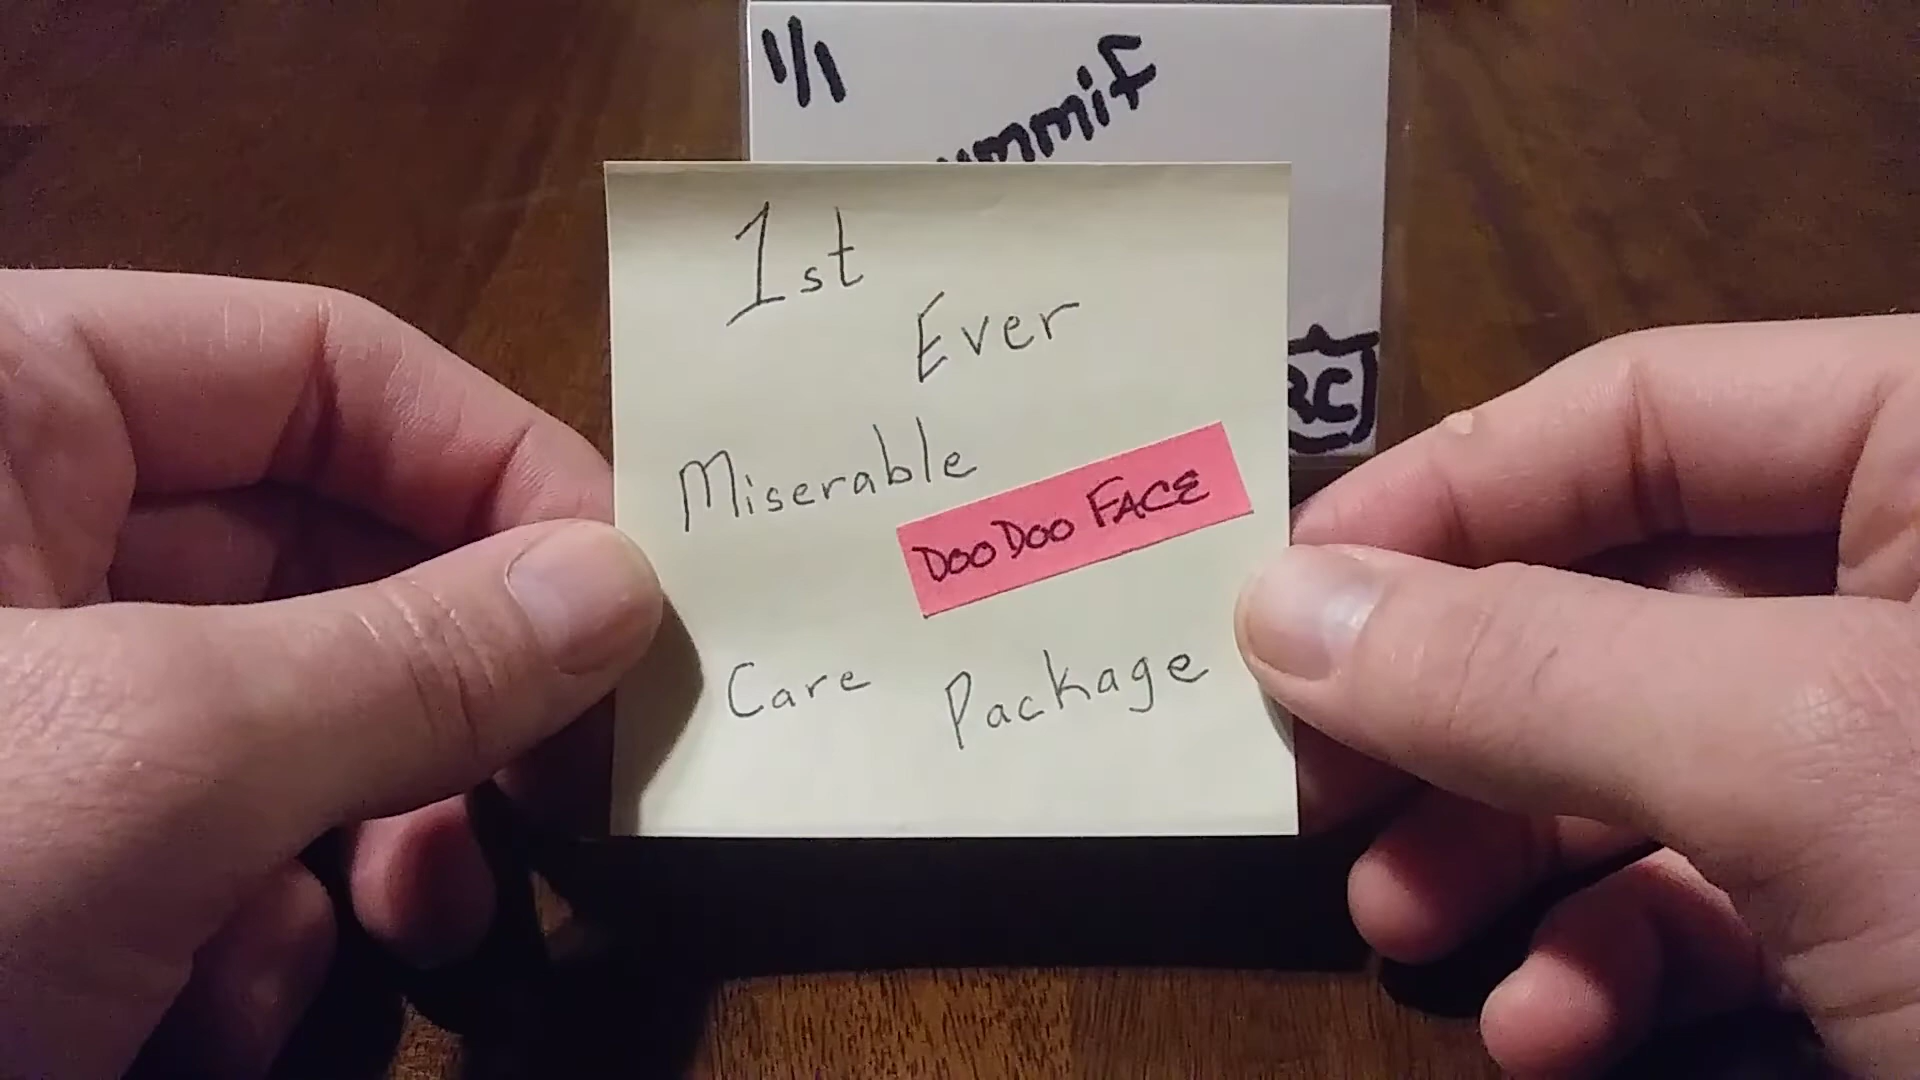 1/1
1st
Ever
Miserable
DOO DOO FACE
Care Package